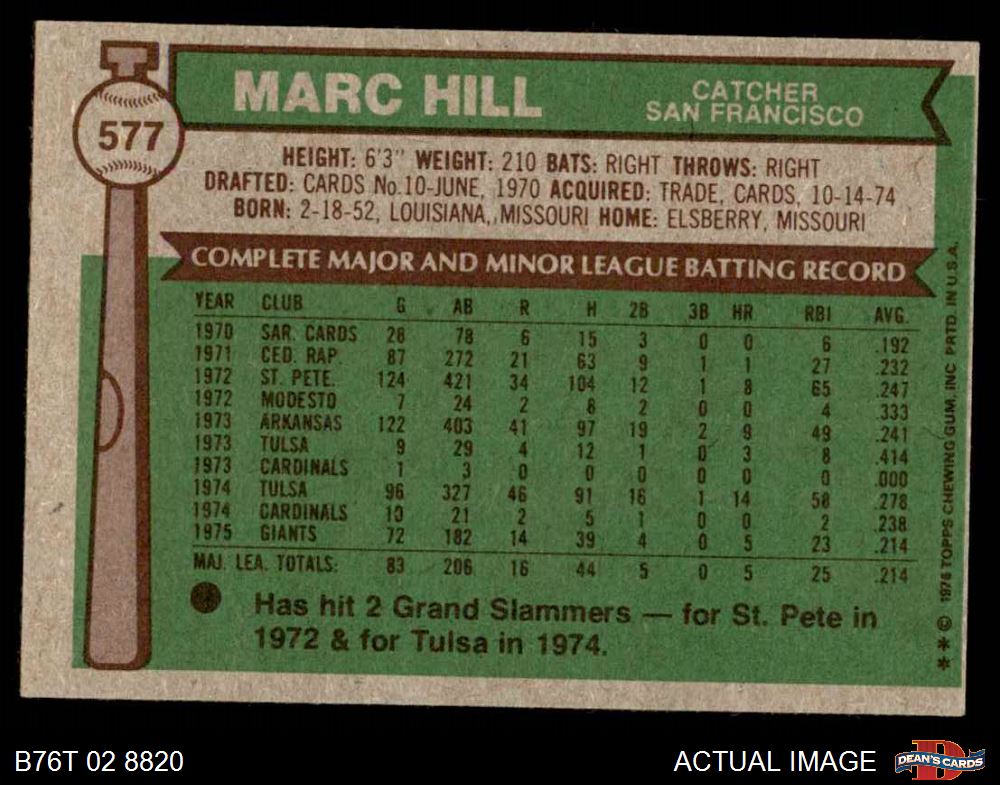 577
MARC HILL
CATCHER
SAN FRANCISCO
HEIGHT: 6'3" WEIGHT: 210 BATS: RIGHT THROWS: RIGHT
DRAFTED: CARDS No.10-JUNE, 1970 ACQUIRED: TRADE, CARDS, 10-14-74
BORN: 2-18-52, LOUISIANA, MISSOURI HOME: ELSBERRY, MISSOURI
COMPLETE MAJOR AND MINOR LEAGUE BATTING RECORD
YEAR CLUB G AB R H 2B 3B HR RBI AVG.
1970 SAR. CARDS 28 78 6 15 3 0 0 6 .192
1971 CED. RAP. 87 272 21 63 9 1 1 27 .232
1972 ST. PETE. 124 421 34 104 12 1 8 65 .247
1972 MODESTO 7 24 2 8 2 0 0 4 .333
1973 ARKANSAS 122 403 41 97 19 2 9 49 .241
1973 TULSA 9 29 4 12 1 0 3 8 .414
1973 CARDINALS 1 3 0 0 0 0 0 0 .000
1974 TULSA 96 327 46 91 16 1 14 58 .278
1974 CARDINALS 10 21 2 5 1 0 0 2 .238
1975 GIANTS 72 182 14 39 4 0 5 23 .214
MAJ. LEA. TOTALS: 83 206 16 44 5 0 5 25 .214
Has hit 2 Grand Slammers — for St. Pete in
1972 & for Tulsa in 1974.
** © 1976 TOPPS CHEWING GUM, INC PRTD. IN U.S.A.
B76T 02 8820
ACTUAL IMAGE
D
DEAN'S CARDS